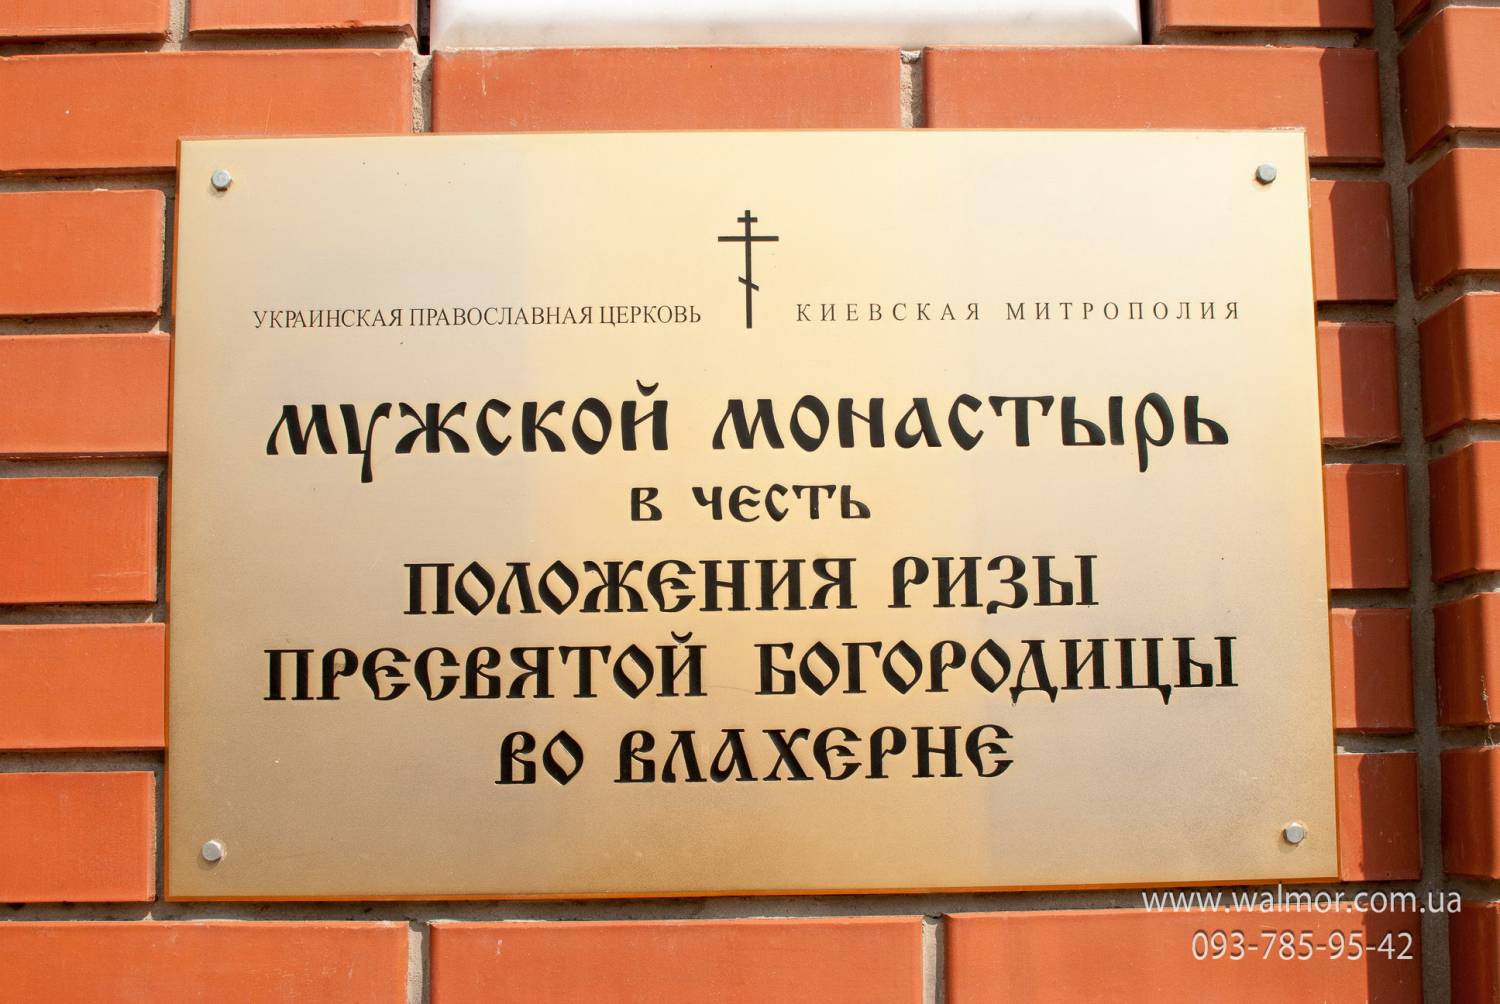 УКРАИНСКАЯ ПРАВОСЛАВНАЯ ЦЕРКОВЬ КИЕВСКАЯ МИТРОПОЛИЯ
мужской монастырь
в честь
ПОЛОЖЕНИЯ РИЗЫ
ПРЕСВЯТОЙ БОГОРОДИЦЫ
ВО ВЛАХЕРНЕ
www.walmor.com.ua
093-785-95-42